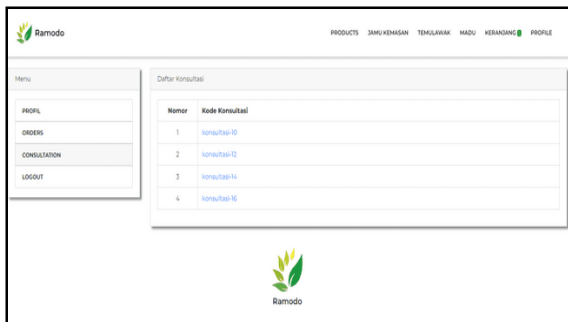 Ramodo
PRODUCTS JAMU KEMASAN TEMULAWAK MADU KERANJANG PROFILE
Menu
PROFIL
ORDERS
CONSULTATION
LOGOUT
Daftar Konsultasi
Nomor Kode Konsultasi
1 konsultasi-10
2 konsultasi-12
3 konsultasi-14
4 konsultasi-16
Ramodo